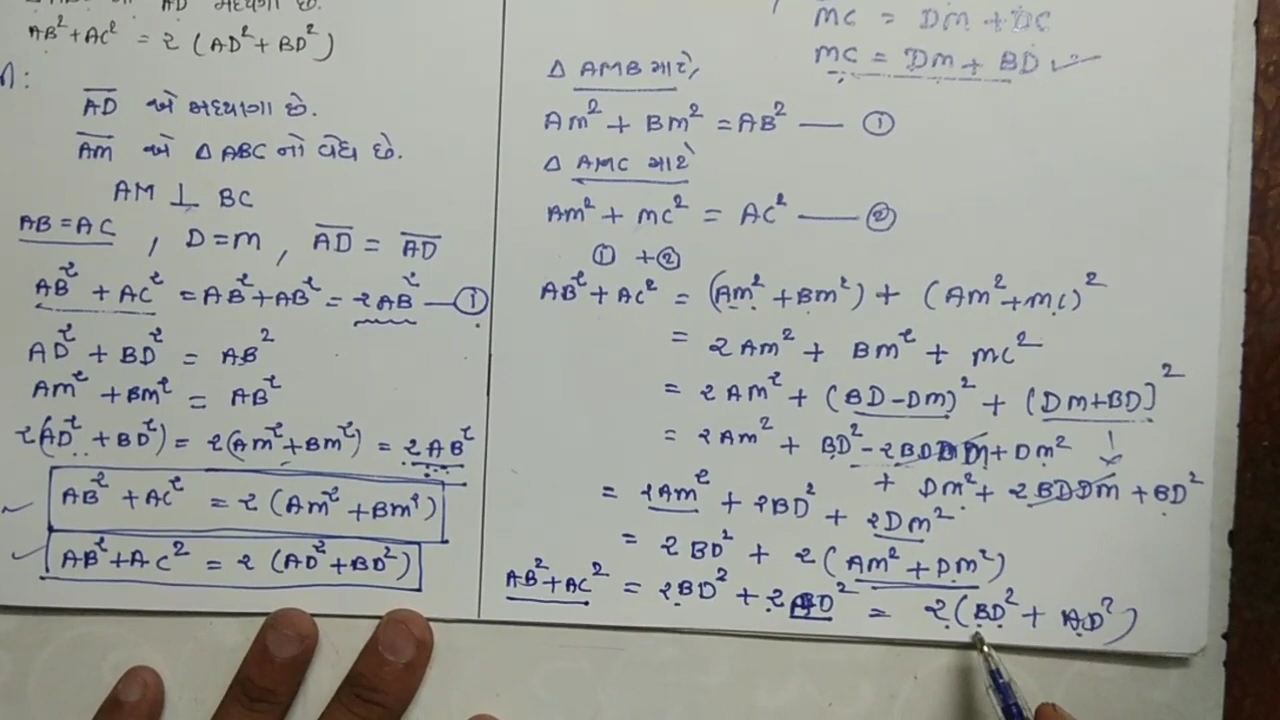 AD મધ્યગા છે.
AB² + AC² = 2 (AD² + BD²)
AD એ મધ્યગા છે.
AM એ Δ ABC નો વેધ છે.
AM ⊥ BC
AB = AC , D = M , AD = AD
AB² + AC² = AB² + AB² = 2AB² — ①
AD² + BD² = AB²
AM² + BM² = AB²
2(AD² + BD²) = 2(AM² + BM²) = 2AB²
AB² + AC² = 2 (AM² + BM²)
AB² + AC² = 2 (AD² + BD²)
MC = DM + DC
MC = DM + BD ✓
Δ AMB માટે,
AM² + BM² = AB² — ①
Δ AMC માટે
AM² + MC² = AC² — ②
① + ②
AB² + AC² = (AM² + BM²) + (AM² + MC)²
= 2AM² + BM² + MC²
= 2AM² + (BD - DM)² + (DM + BD)²
= 2AM² + BD² - 2BDDM + DM²
+ DM² + 2BDDM + BD²
= 2AM² + 2BD² + 2DM²
= 2BD² + 2 (AM² + DM²)
AB² + AC² = 2BD² + 2AD² = 2(BD² + AD²)